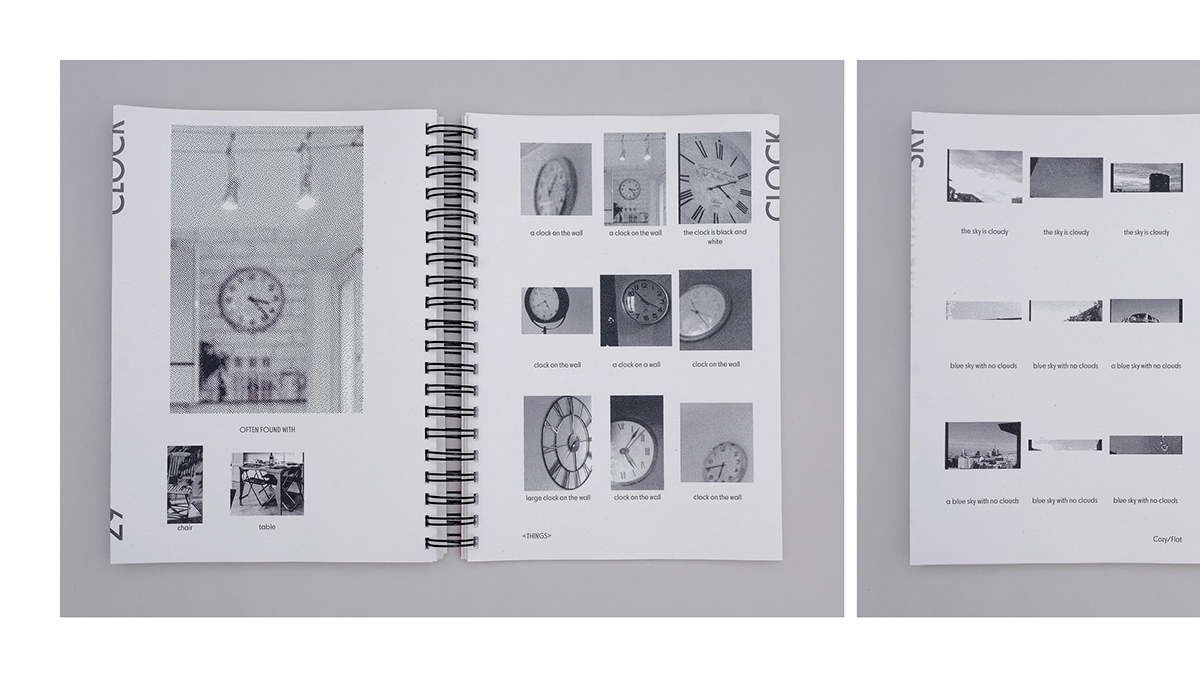 CLOCK
OFTEN FOUND WITH
chair
table
29
CLOCK
a clock on the wall
a clock on the wall
the clock is black and
white
clock on the wall
a clock on a wall
clock on the wall
large clock on the wall
clock on the wall
clock on the wall
<THINGS>
SKY
the sky is cloudy
the sky is cloudy
the sky is cloudy
blue sky with no clouds
blue sky with no clouds
a blue sky with no clouds
a blue sky with no clouds
blue sky with no clouds
blue sky with no clouds
Cozy/Flat